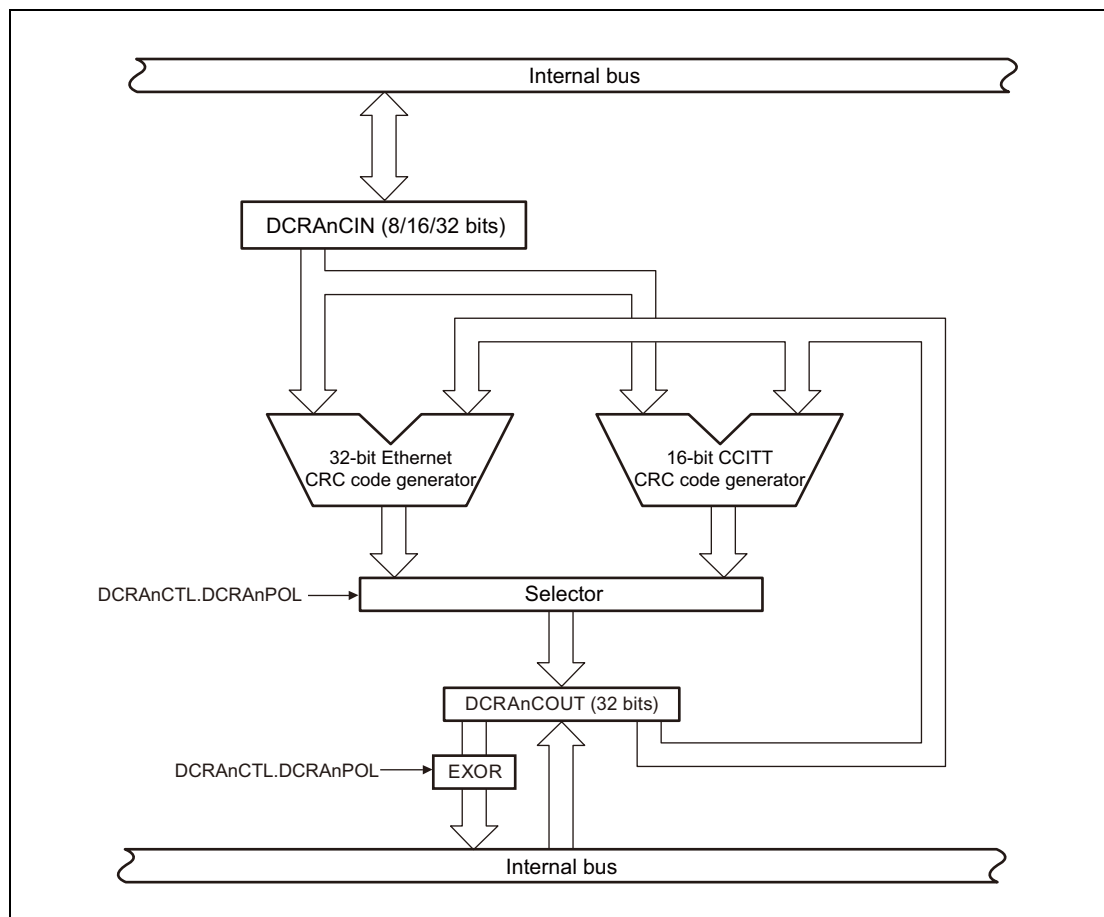 Internal bus
DCRAnCIN (8/16/32 bits)
32-bit Ethernet
CRC code generator
16-bit CCITT
CRC code generator
DCRAnCTL.DCRAnPOL
Selector
DCRAnCOUT (32 bits)
DCRAnCTL.DCRAnPOL
EXOR
Internal bus